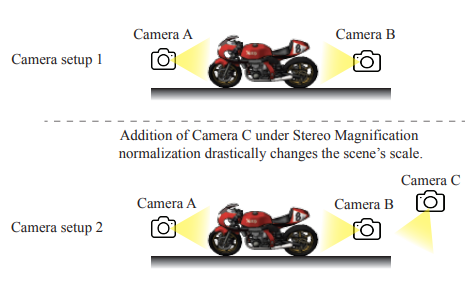 Camera A
Camera B
Camera setup 1
Addition of Camera C under Stereo Magnification
normalization drastically changes the scene's scale.
Camera C
Camera A
Camera B
Camera setup 2